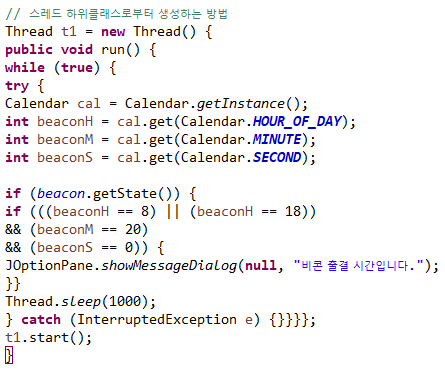 // 스레드 하위클래스로부터 생성하는 방법
Thread t1 = new Thread() {
public void run() {
while (true) {
try {
Calendar cal = Calendar.getInstance();
int beaconH = cal.get(Calendar.HOUR_OF_DAY);
int beaconM = cal.get(Calendar.MINUTE);
int beaconS = cal.get(Calendar.SECOND);
if (beacon.getState()) {
if (((beaconH == 8) || (beaconH == 18))
&& (beaconM == 20)
&& (beaconS == 0)) {
JOptionPane.showMessageDialog(null, "비콘 출결 시간입니다.");
}}
Thread.sleep(1000);
} catch (InterruptedException e) {}}}};
t1.start();
}